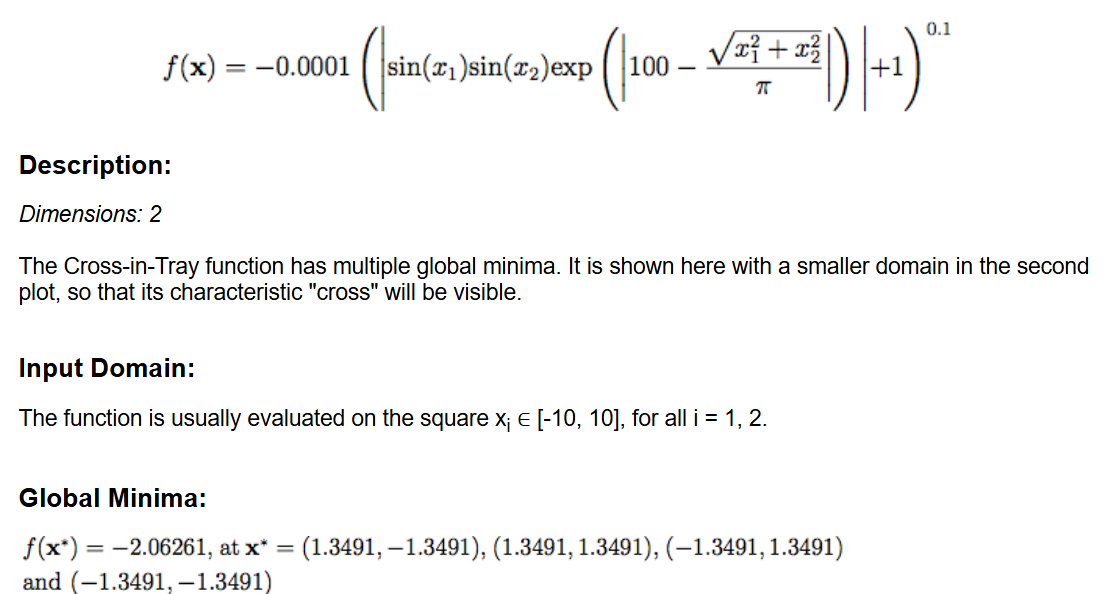 f(x) = −0.0001 (|sin(x₁)sin(x₂)exp(|100 − √(x₁² + x₂²)/π|)|+1)^0.1
Description:
Dimensions: 2
The Cross-in-Tray function has multiple global minima. It is shown here with a smaller domain in the second
plot, so that its characteristic "cross" will be visible.
Input Domain:
The function is usually evaluated on the square xᵢ ∈ [-10, 10], for all i = 1, 2.
Global Minima:
f(x*) = −2.06261, at x* = (1.3491, −1.3491), (1.3491, 1.3491), (−1.3491, 1.3491)
and (−1.3491, −1.3491)